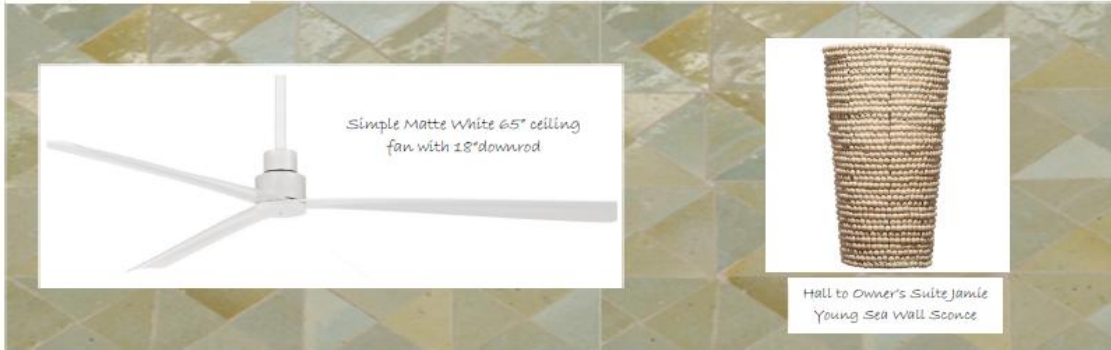 Simple Matte White 65" ceiling
fan with 18"downrod
Hall to Owner's Suite Jamie
Young Sea Wall Sconce